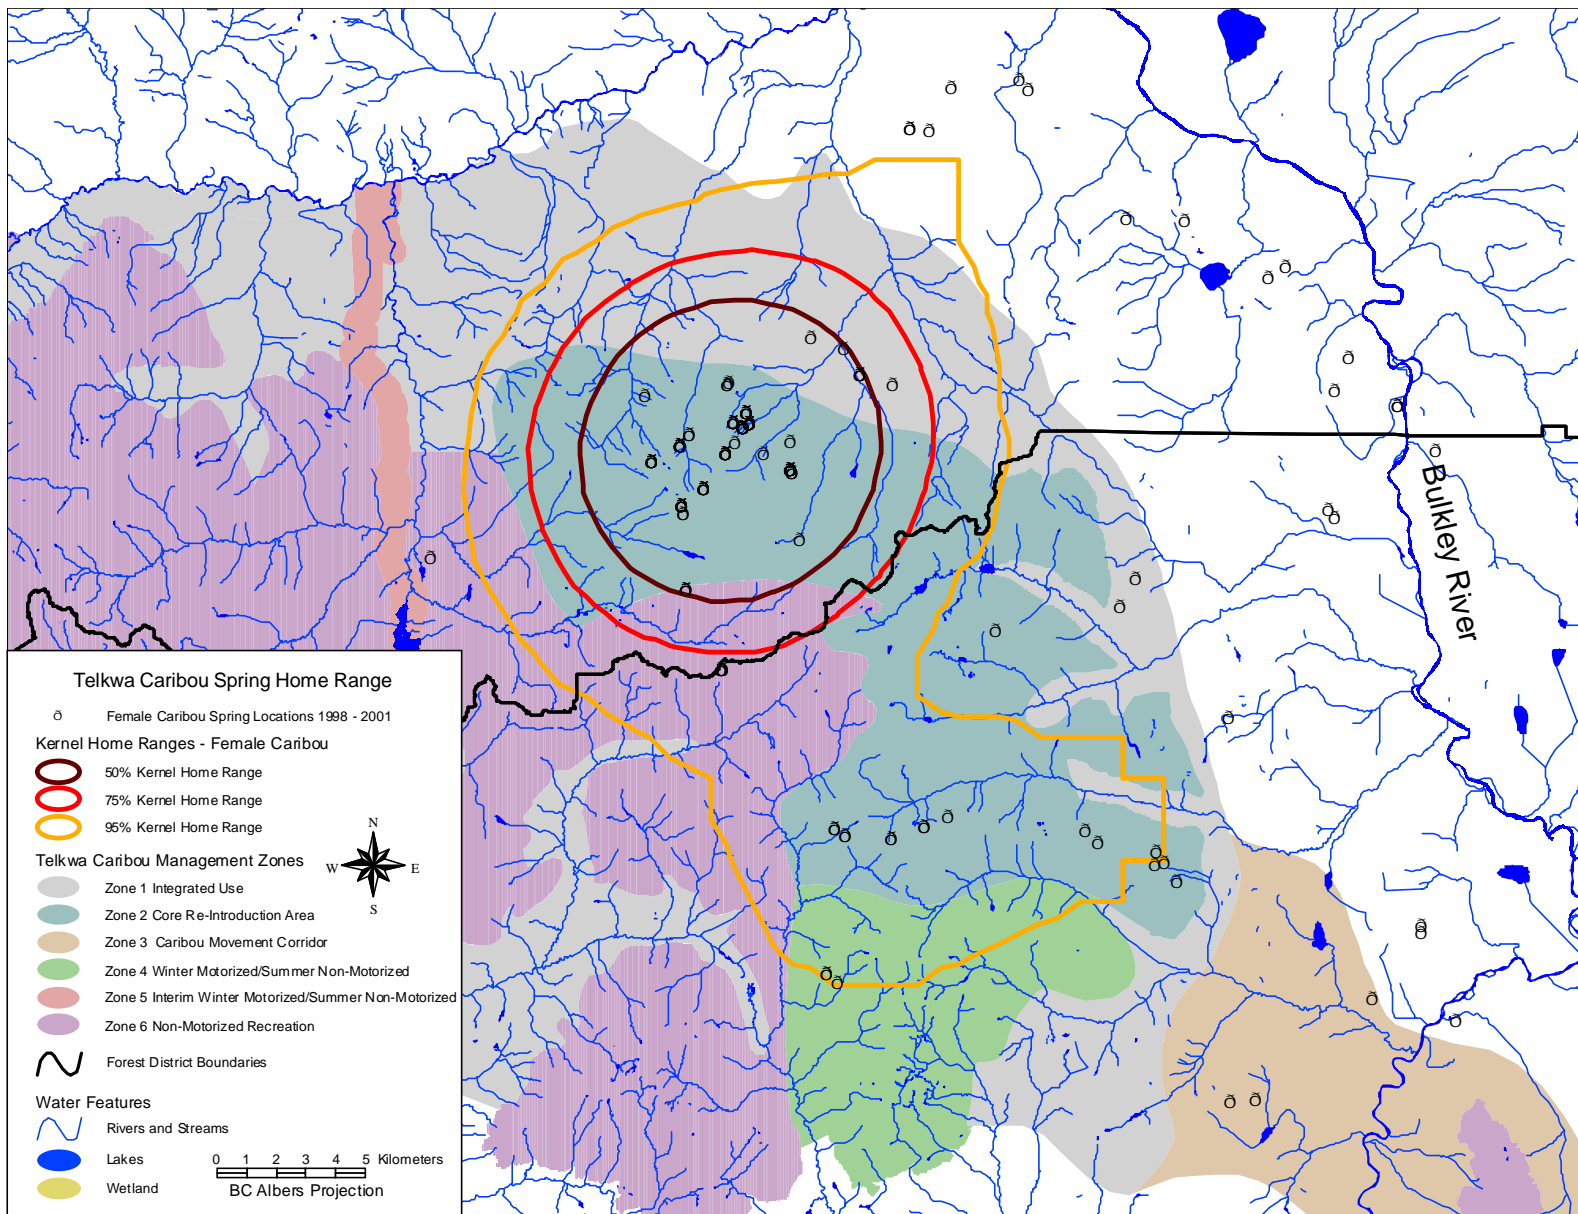 Bulkley River
Telkwa Caribou Spring Home Range
ð Female Caribou Spring Locations 1998 - 2001
Kernel Home Ranges - Female Caribou
50% Kernel Home Range
75% Kernel Home Range
95% Kernel Home Range
N
W E
S
Telkwa Caribou Management Zones
Zone 1 Integrated Use
Zone 2 Core Re-Introduction Area
Zone 3 Caribou Movement Corridor
Zone 4 Winter Motorized/Summer Non-Motorized
Zone 5 Interim Winter Motorized/Summer Non-Motorized
Zone 6 Non-Motorized Recreation
Forest District Boundaries
Water Features
Rivers and Streams
Lakes
Wetland
0 1 2 3 4 5 Kilometers
BC Albers Projection